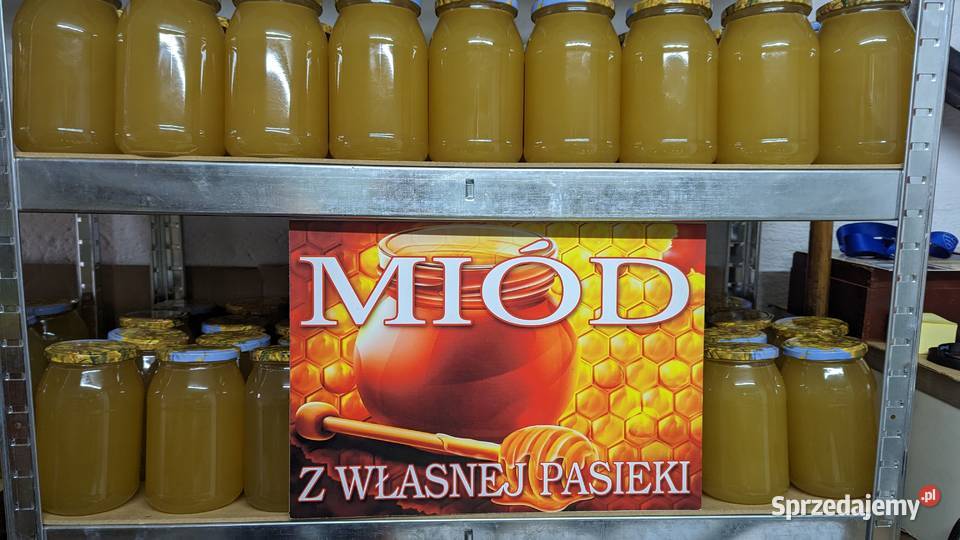 MIÓD
Z WŁASNEJ PASIEKI
Sprzedajemy.pl